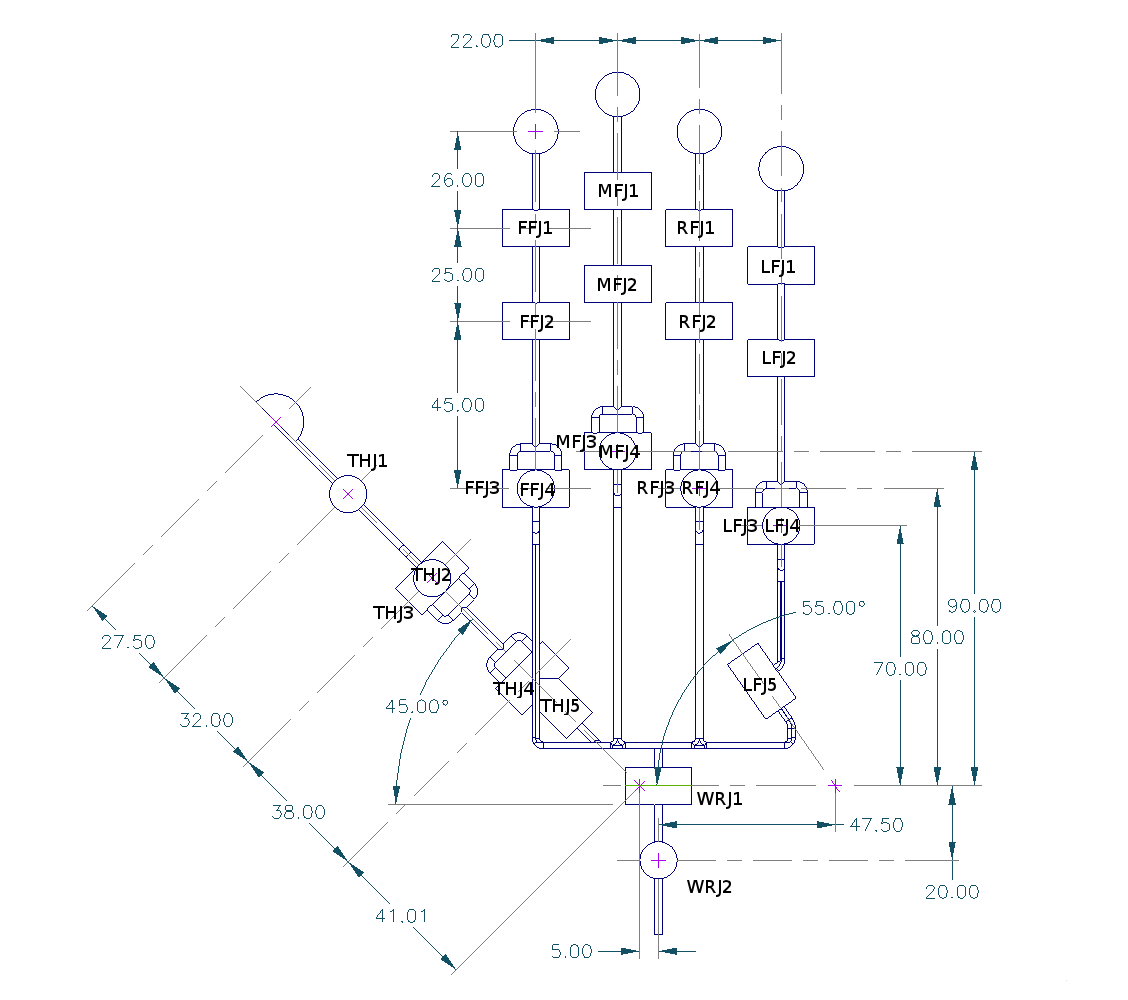 22.00
26.00
MFJ1
FFJ1
RFJ1
25.00
LFJ1
MFJ2
FFJ2
RFJ2
LFJ2
45.00
MFJ3
MFJ4
THJ1
FFJ3
FFJ4
RFJ3
RFJ4
LFJ3
LFJ4
THJ2
THJ3
55.00°
90.00
80.00
70.00
27.50
THJ4
LFJ5
45.00°
THJ5
32.00
WRJ1
38.00
47.50
WRJ2
20.00
41.01
5.00